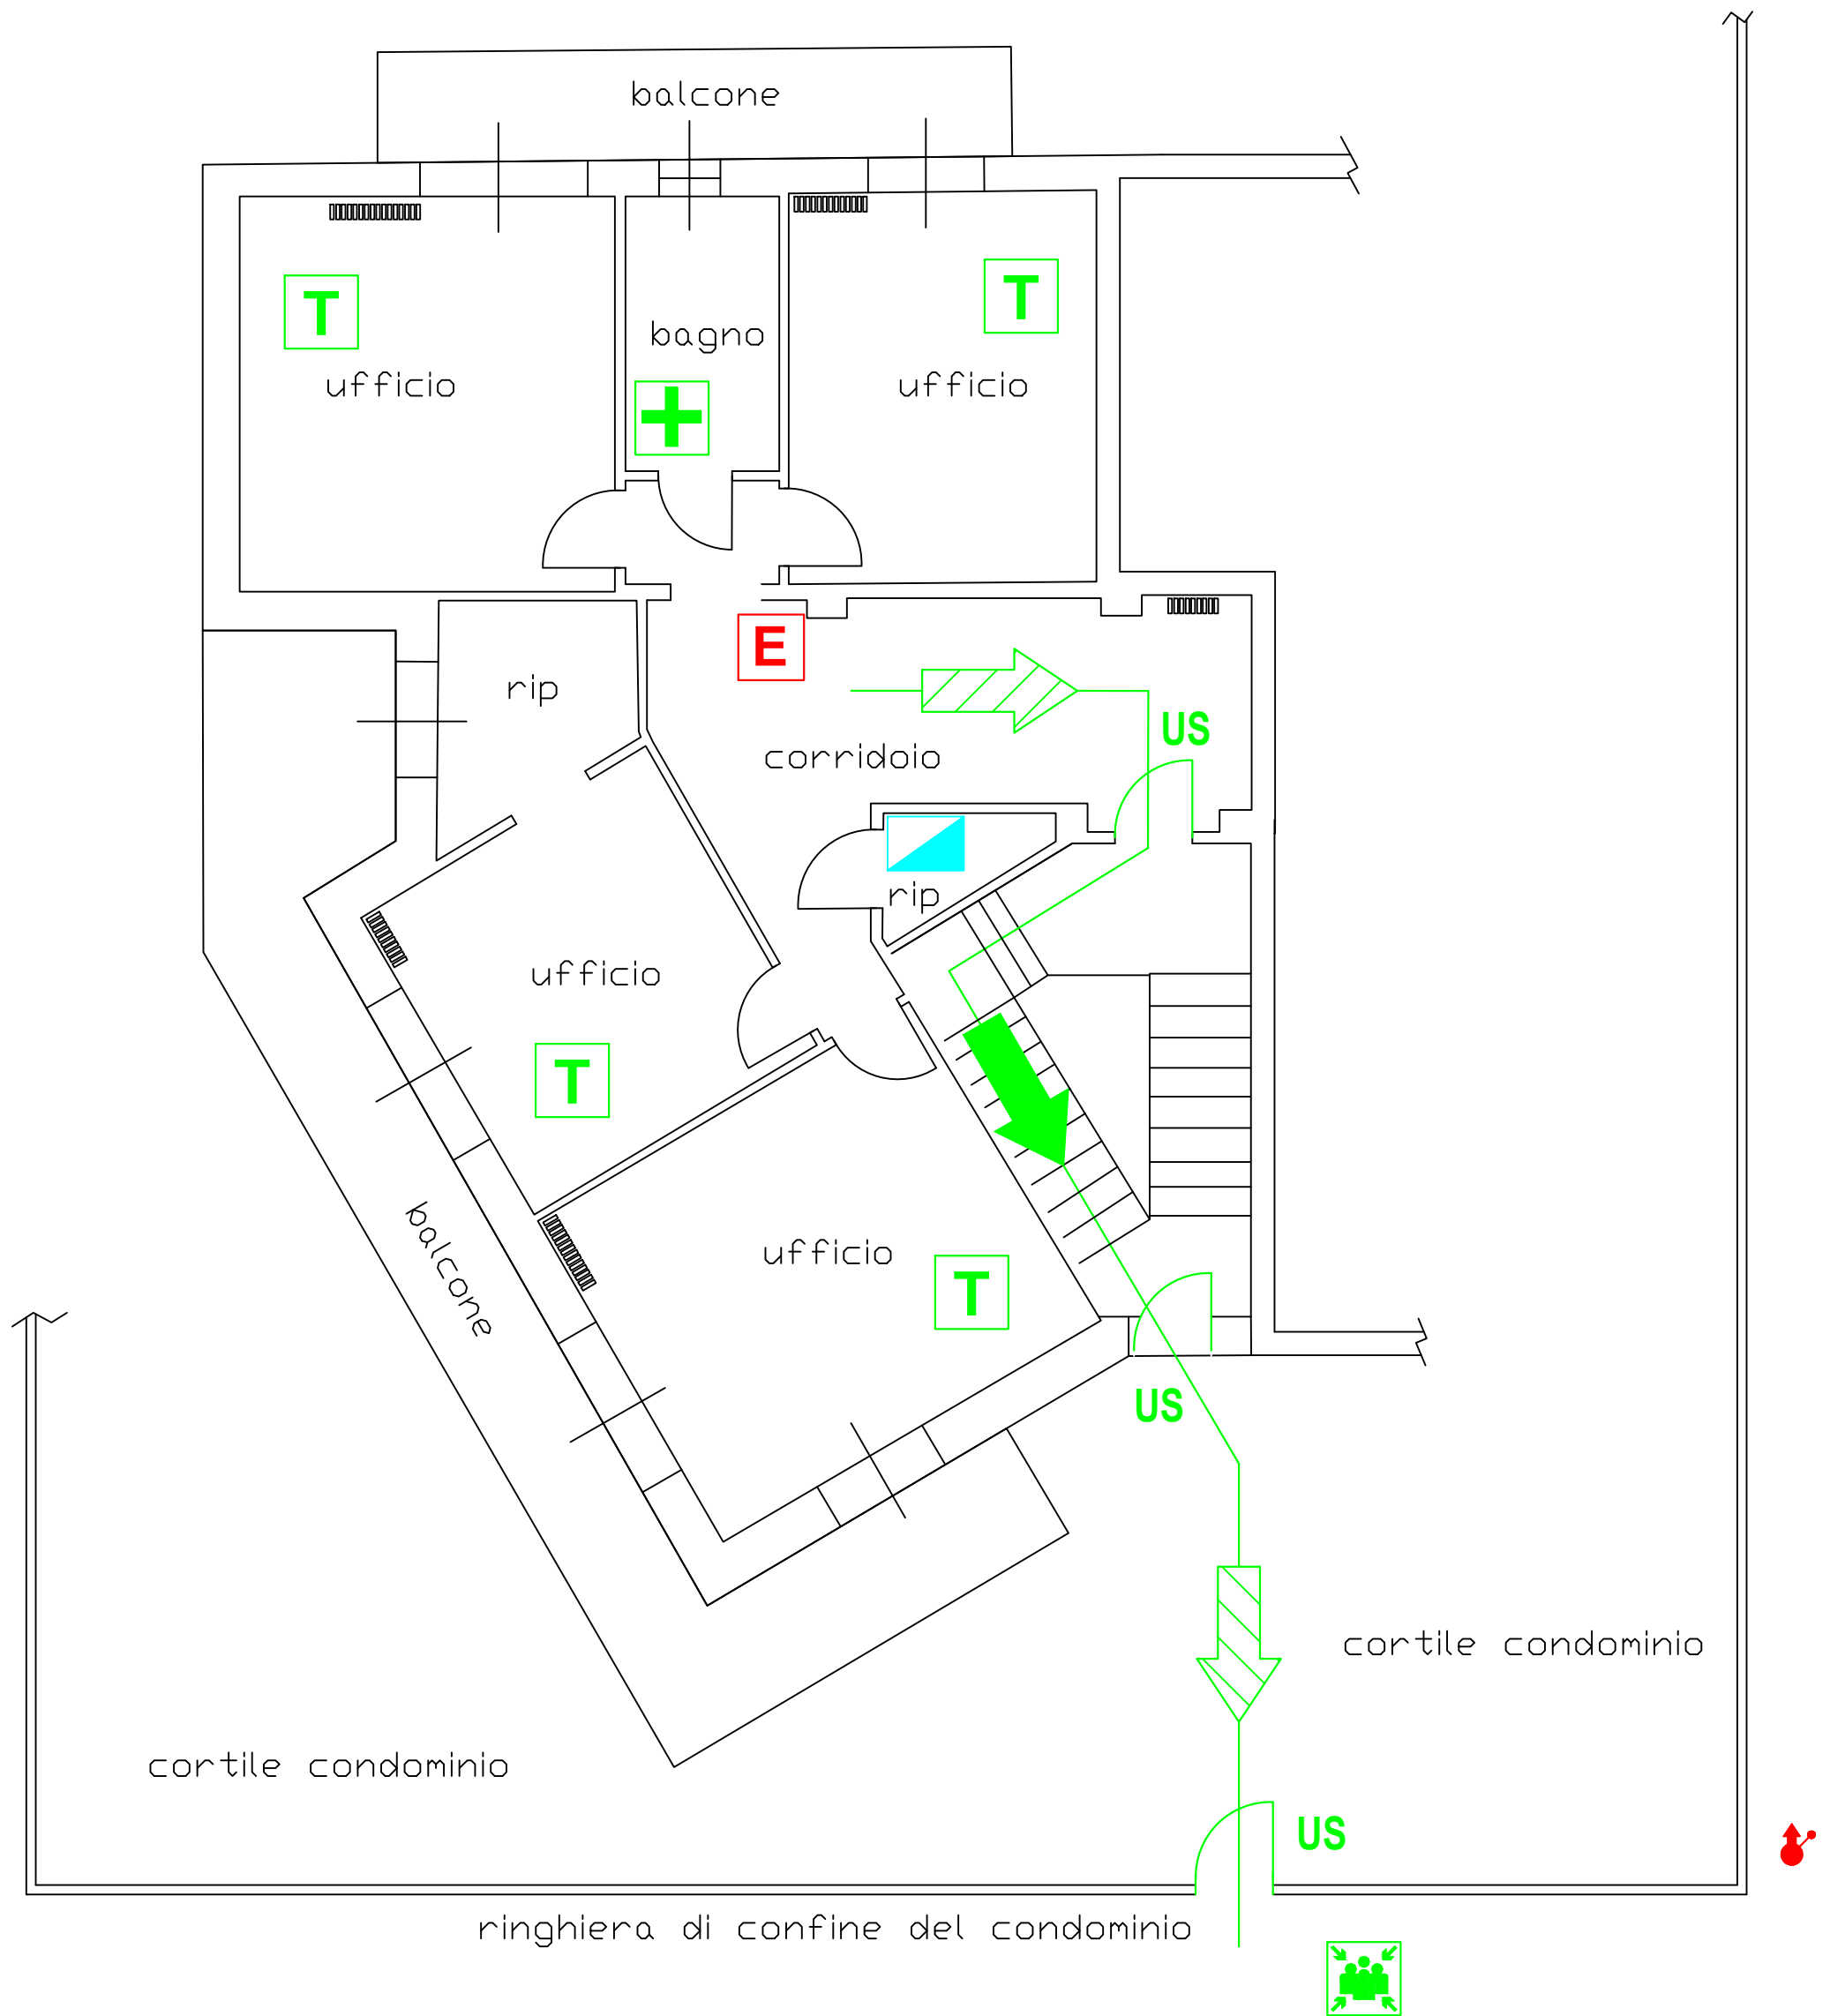 balcone
bagno
T
T
ufficio
ufficio
E
rip
US
corridoio
rip
ufficio
T
balcone
ufficio
T
US
cortile condominio
cortile condominio
US
ringhiera di confine del condominio